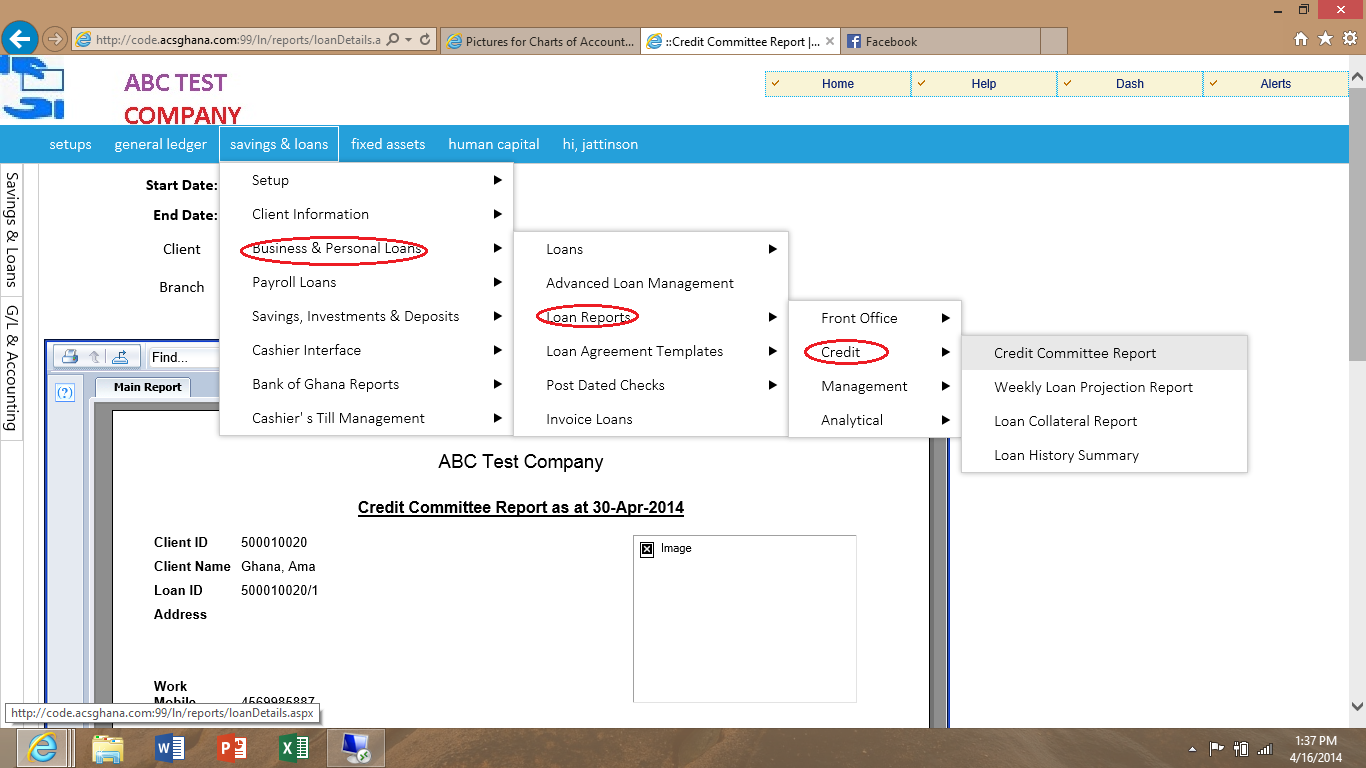 http://code.acsghana.com:99/ln/reports/loanDetails.a
Pictures for Charts of Account...
::Credit Committee Report |...
Facebook
ABC TEST
COMPANY
Home
Help
Dash
Alerts
setups
general ledger
savings & loans
fixed assets
human capital
hi, jattinson
Savings & Loans
G/L & Accounting
Start Date:
End Date:
Client
Branch
Setup
Client Information
Business & Personal Loans
Payroll Loans
Savings, Investments & Deposits
Cashier Interface
Bank of Ghana Reports
Cashier' s Till Management
Loans
Advanced Loan Management
Loan Reports
Loan Agreement Templates
Post Dated Checks
Invoice Loans
Front Office
Credit
Management
Analytical
Credit Committee Report
Weekly Loan Projection Report
Loan Collateral Report
Loan History Summary
Find...
(?)
Main Report
ABC Test Company
Credit Committee Report as at 30-Apr-2014
Client ID 500010020
Client Name Ghana, Ama
Loan ID 500010020/1
Address
Image
Work
Mobile 4569985887
http://code.acsghana.com:99/ln/reports/loanDetails.aspx
1:37 PM
4/16/2014